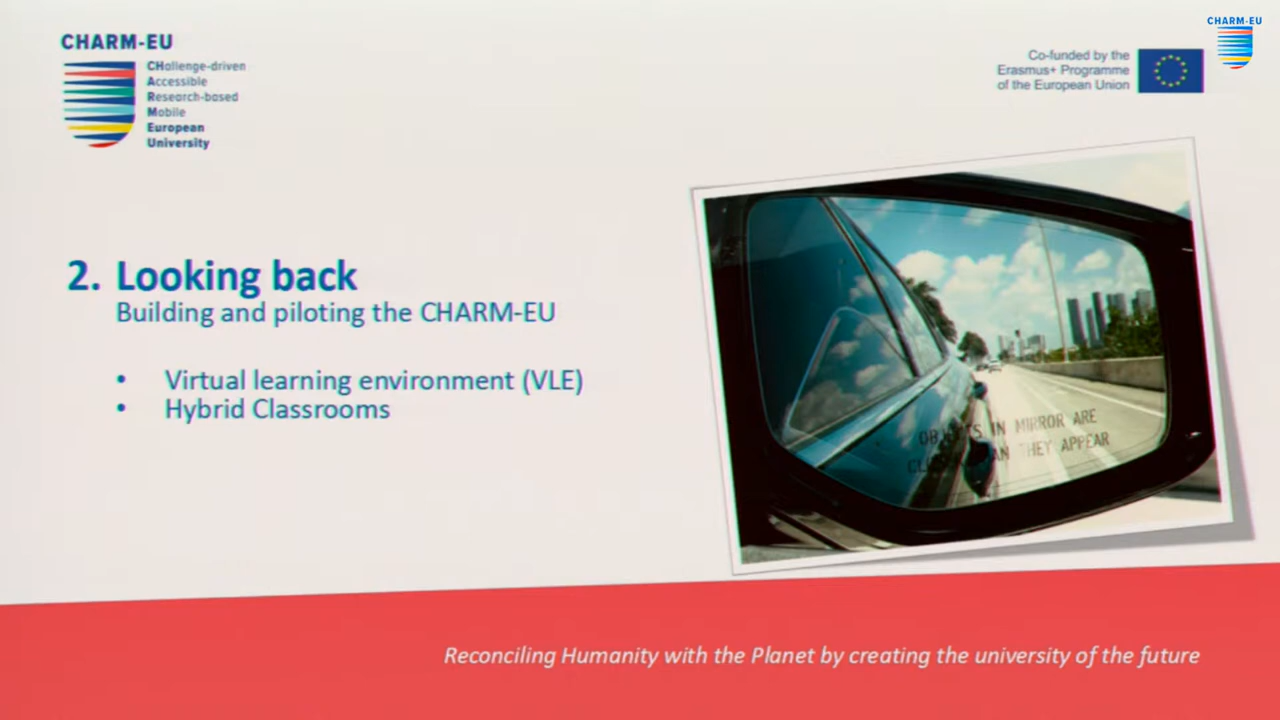 CHARM-EU
CHallenge-driven
Accessible
Research-based
Mobile
European
University
Co-funded by the
Erasmus+ Programme
of the European Union
CHARM-EU
2. Looking back
Building and piloting the CHARM-EU
• Virtual learning environment (VLE)
• Hybrid Classrooms
IN MIRROR ARE
THEY APPEAR
Reconciling Humanity with the Planet by creating the university of the future